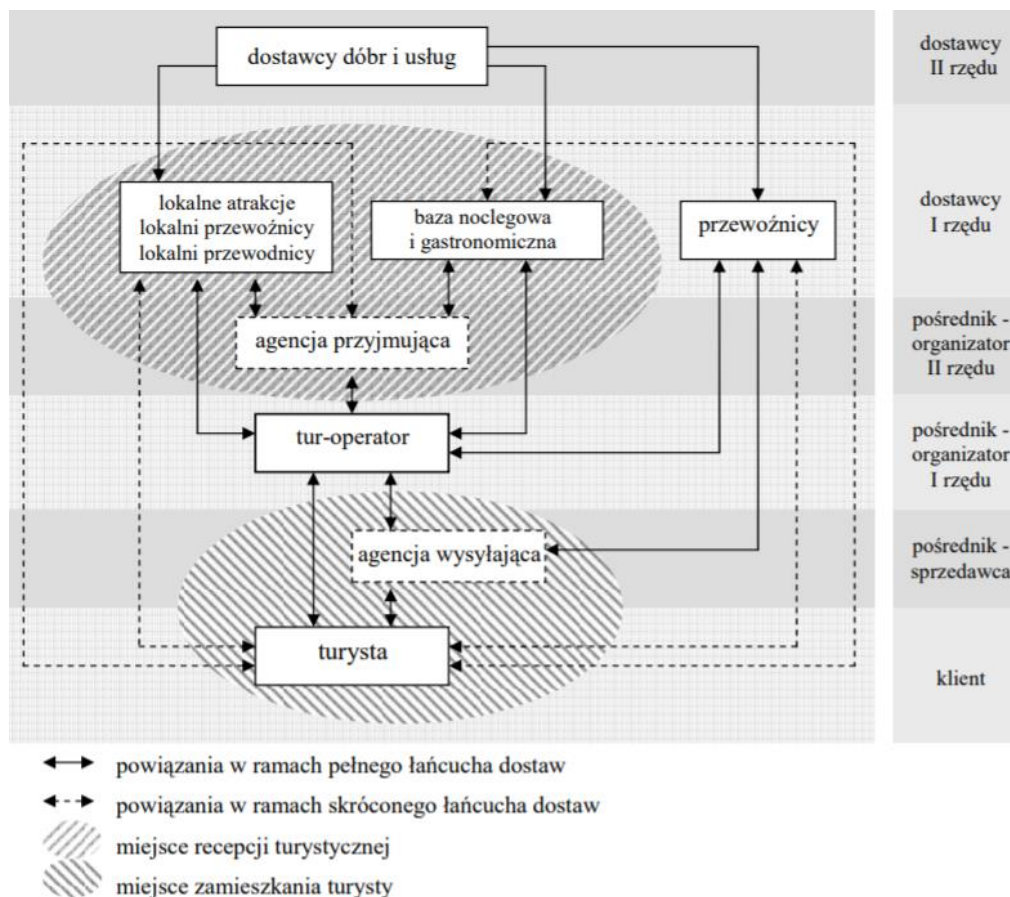 dostawcy dóbr i usług
dostawcy
II rzędu
lokalne atrakcje
lokalni przewoźnicy
lokalni przewodnicy
baza noclegowa
i gastronomiczna
przewoźnicy
dostawcy
I rzędu
agencja przyjmująca
pośrednik -
organizator
II rzędu
tur-operator
pośrednik -
organizator
I rzędu
agencja wysyłająca
pośrednik -
sprzedawca
turysta
klient
powiązania w ramach pełnego łańcucha dostaw
powiązania w ramach skróconego łańcucha dostaw
miejsce recepcji turystycznej
miejsce zamieszkania turysty